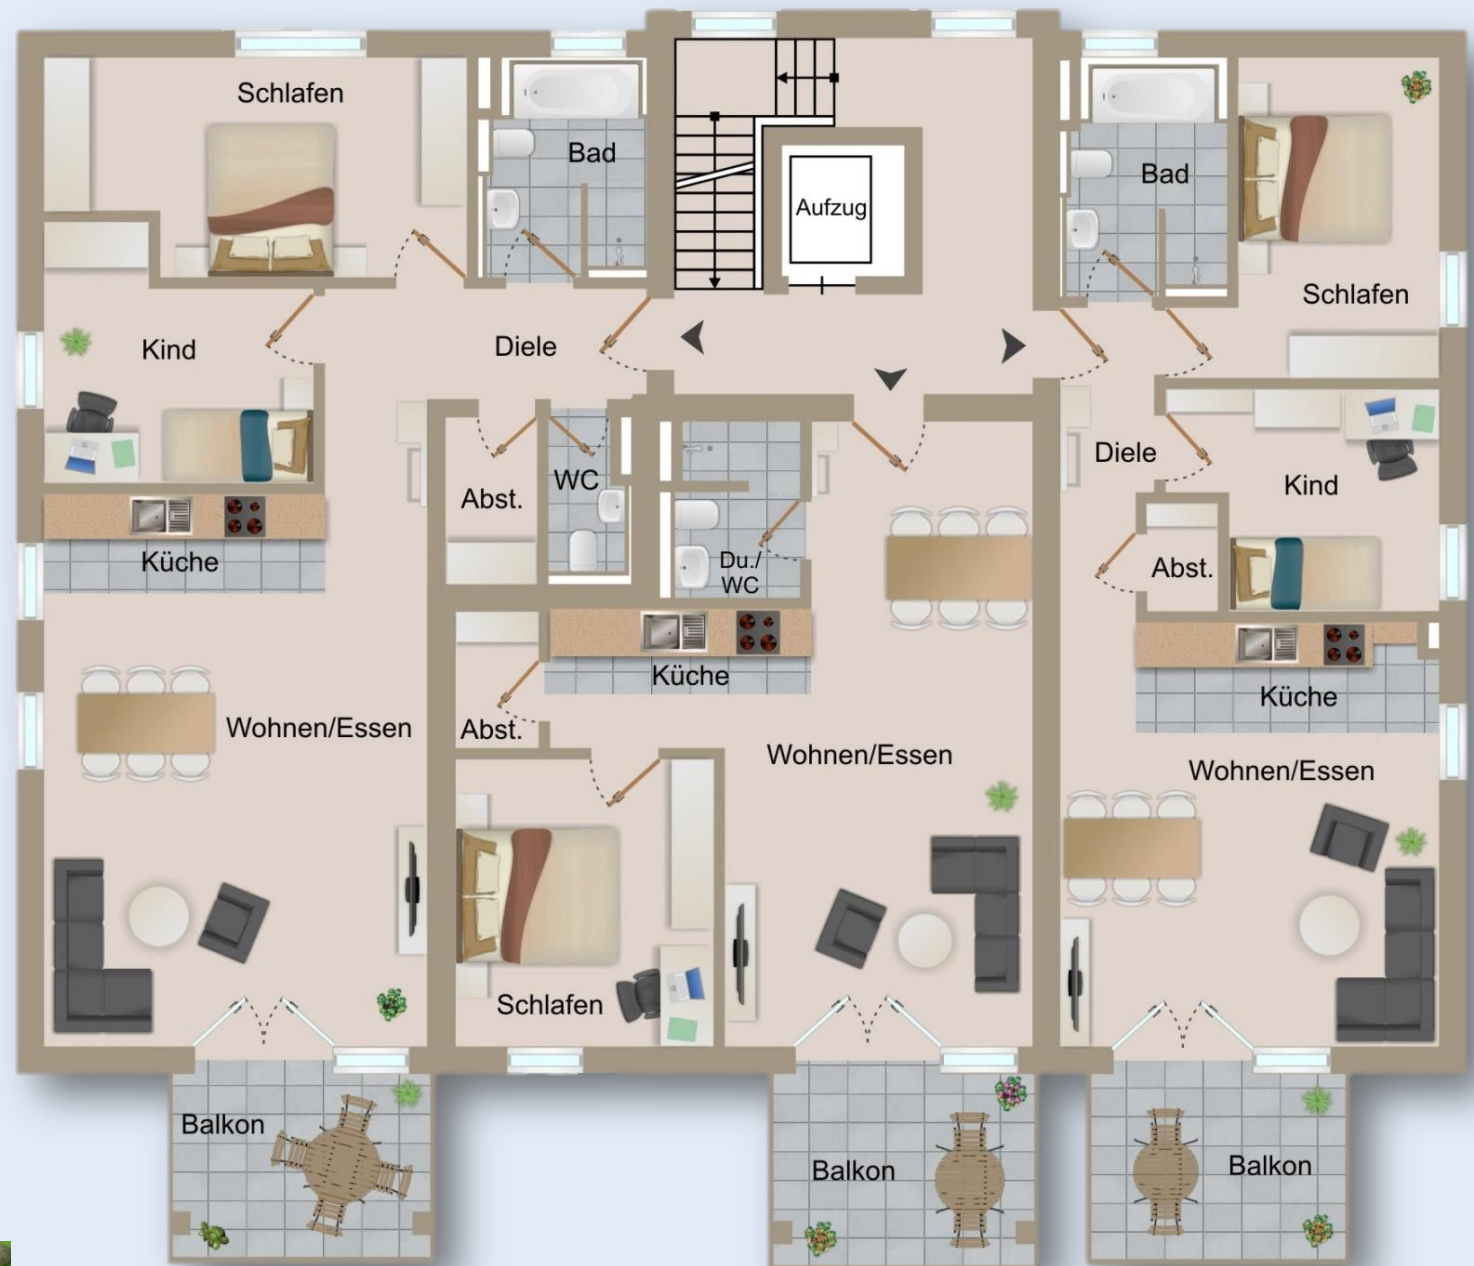 Schlafen
Bad
Aufzug
Bad
Schlafen
Kind
Diele
Diele
Kind
Abst.
WC
Küche
Du./
WC
Abst.
Küche
Küche
Abst.
Wohnen/Essen
Wohnen/Essen
Wohnen/Essen
Schlafen
Balkon
Balkon
Balkon